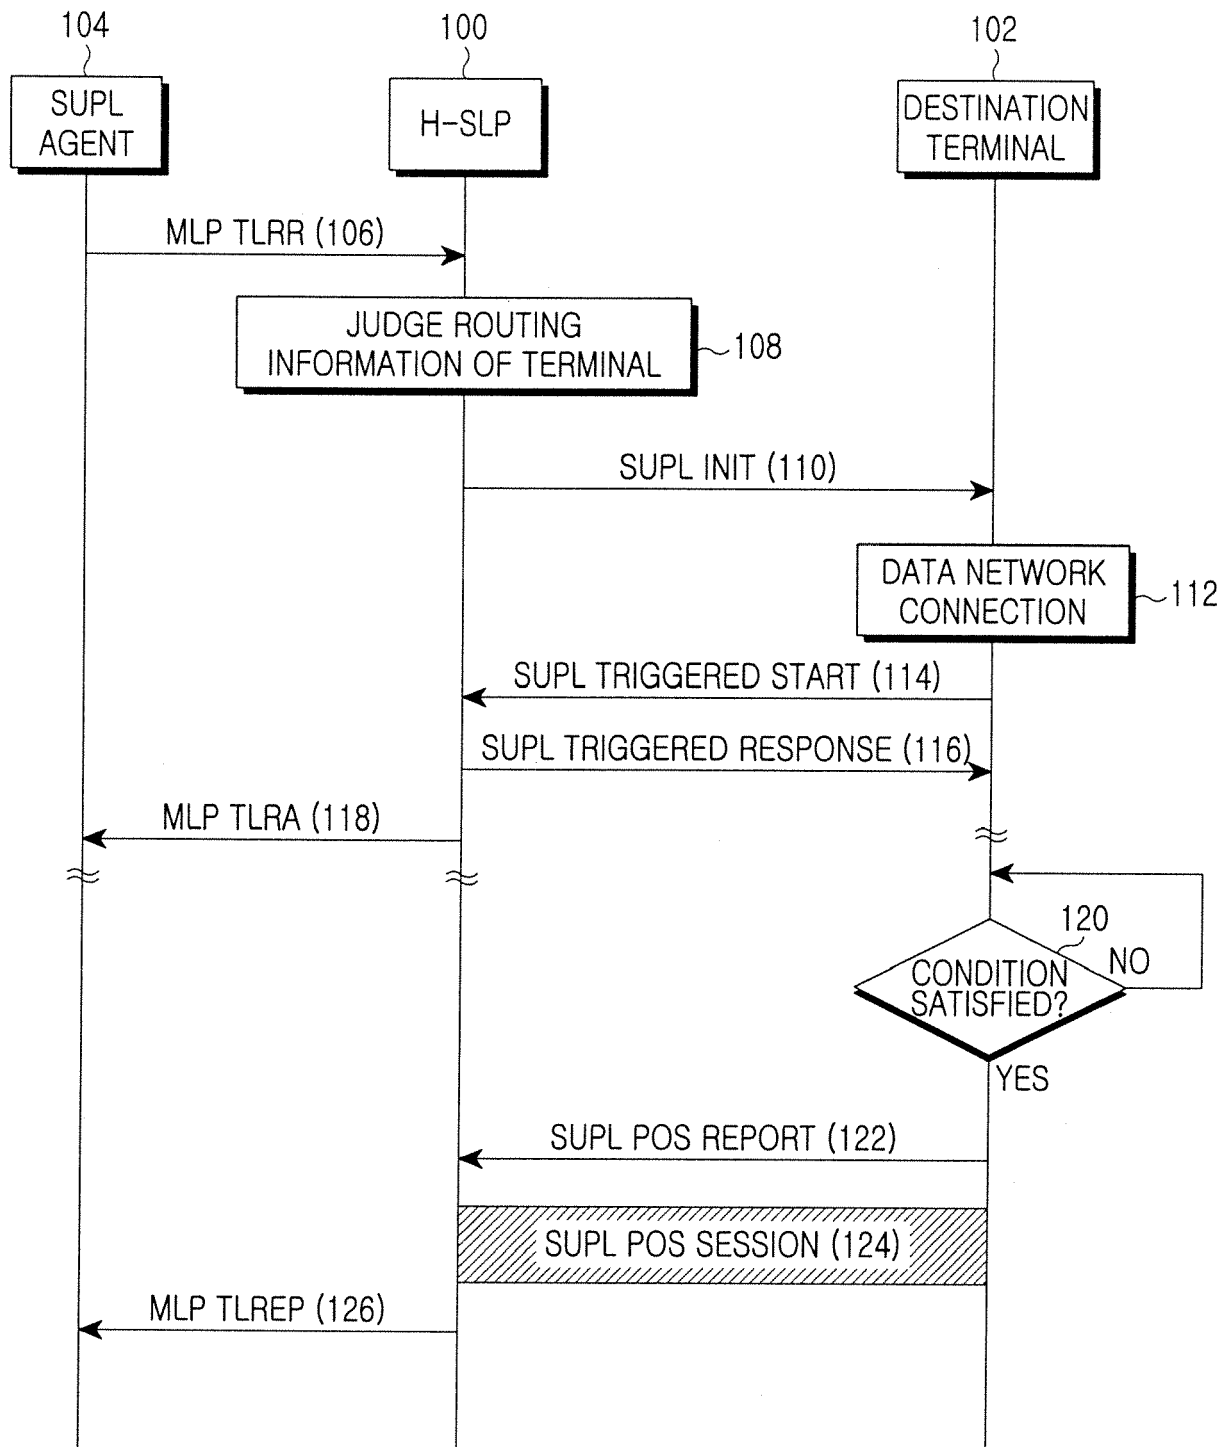 104
100
102
SUPL
AGENT
H-SLP
DESTINATION
TERMINAL
MLP TLRR (106)
JUDGE ROUTING
INFORMATION OF TERMINAL
108
SUPL INIT (110)
DATA NETWORK
CONNECTION
112
SUPL TRIGGERED START (114)
SUPL TRIGGERED RESPONSE (116)
MLP TLRA (118)
120
CONDITION
SATISFIED?
NO
YES
SUPL POS REPORT (122)
SUPL POS SESSION (124)
MLP TLREP (126)